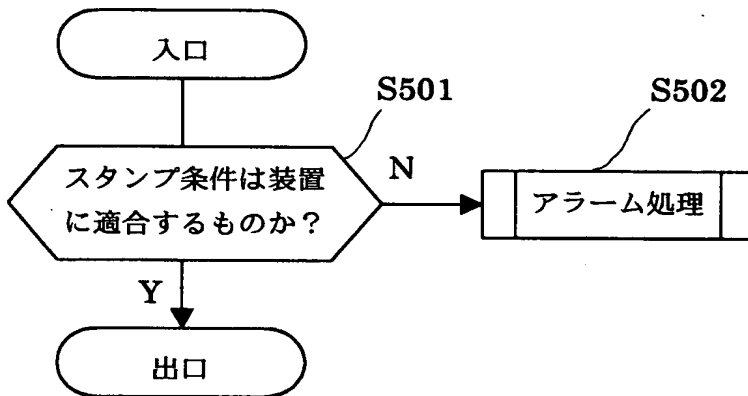 入口
S501
S502
スタンプ条件は装置
に適合するものか？
N
アラーム処理
Y
出口